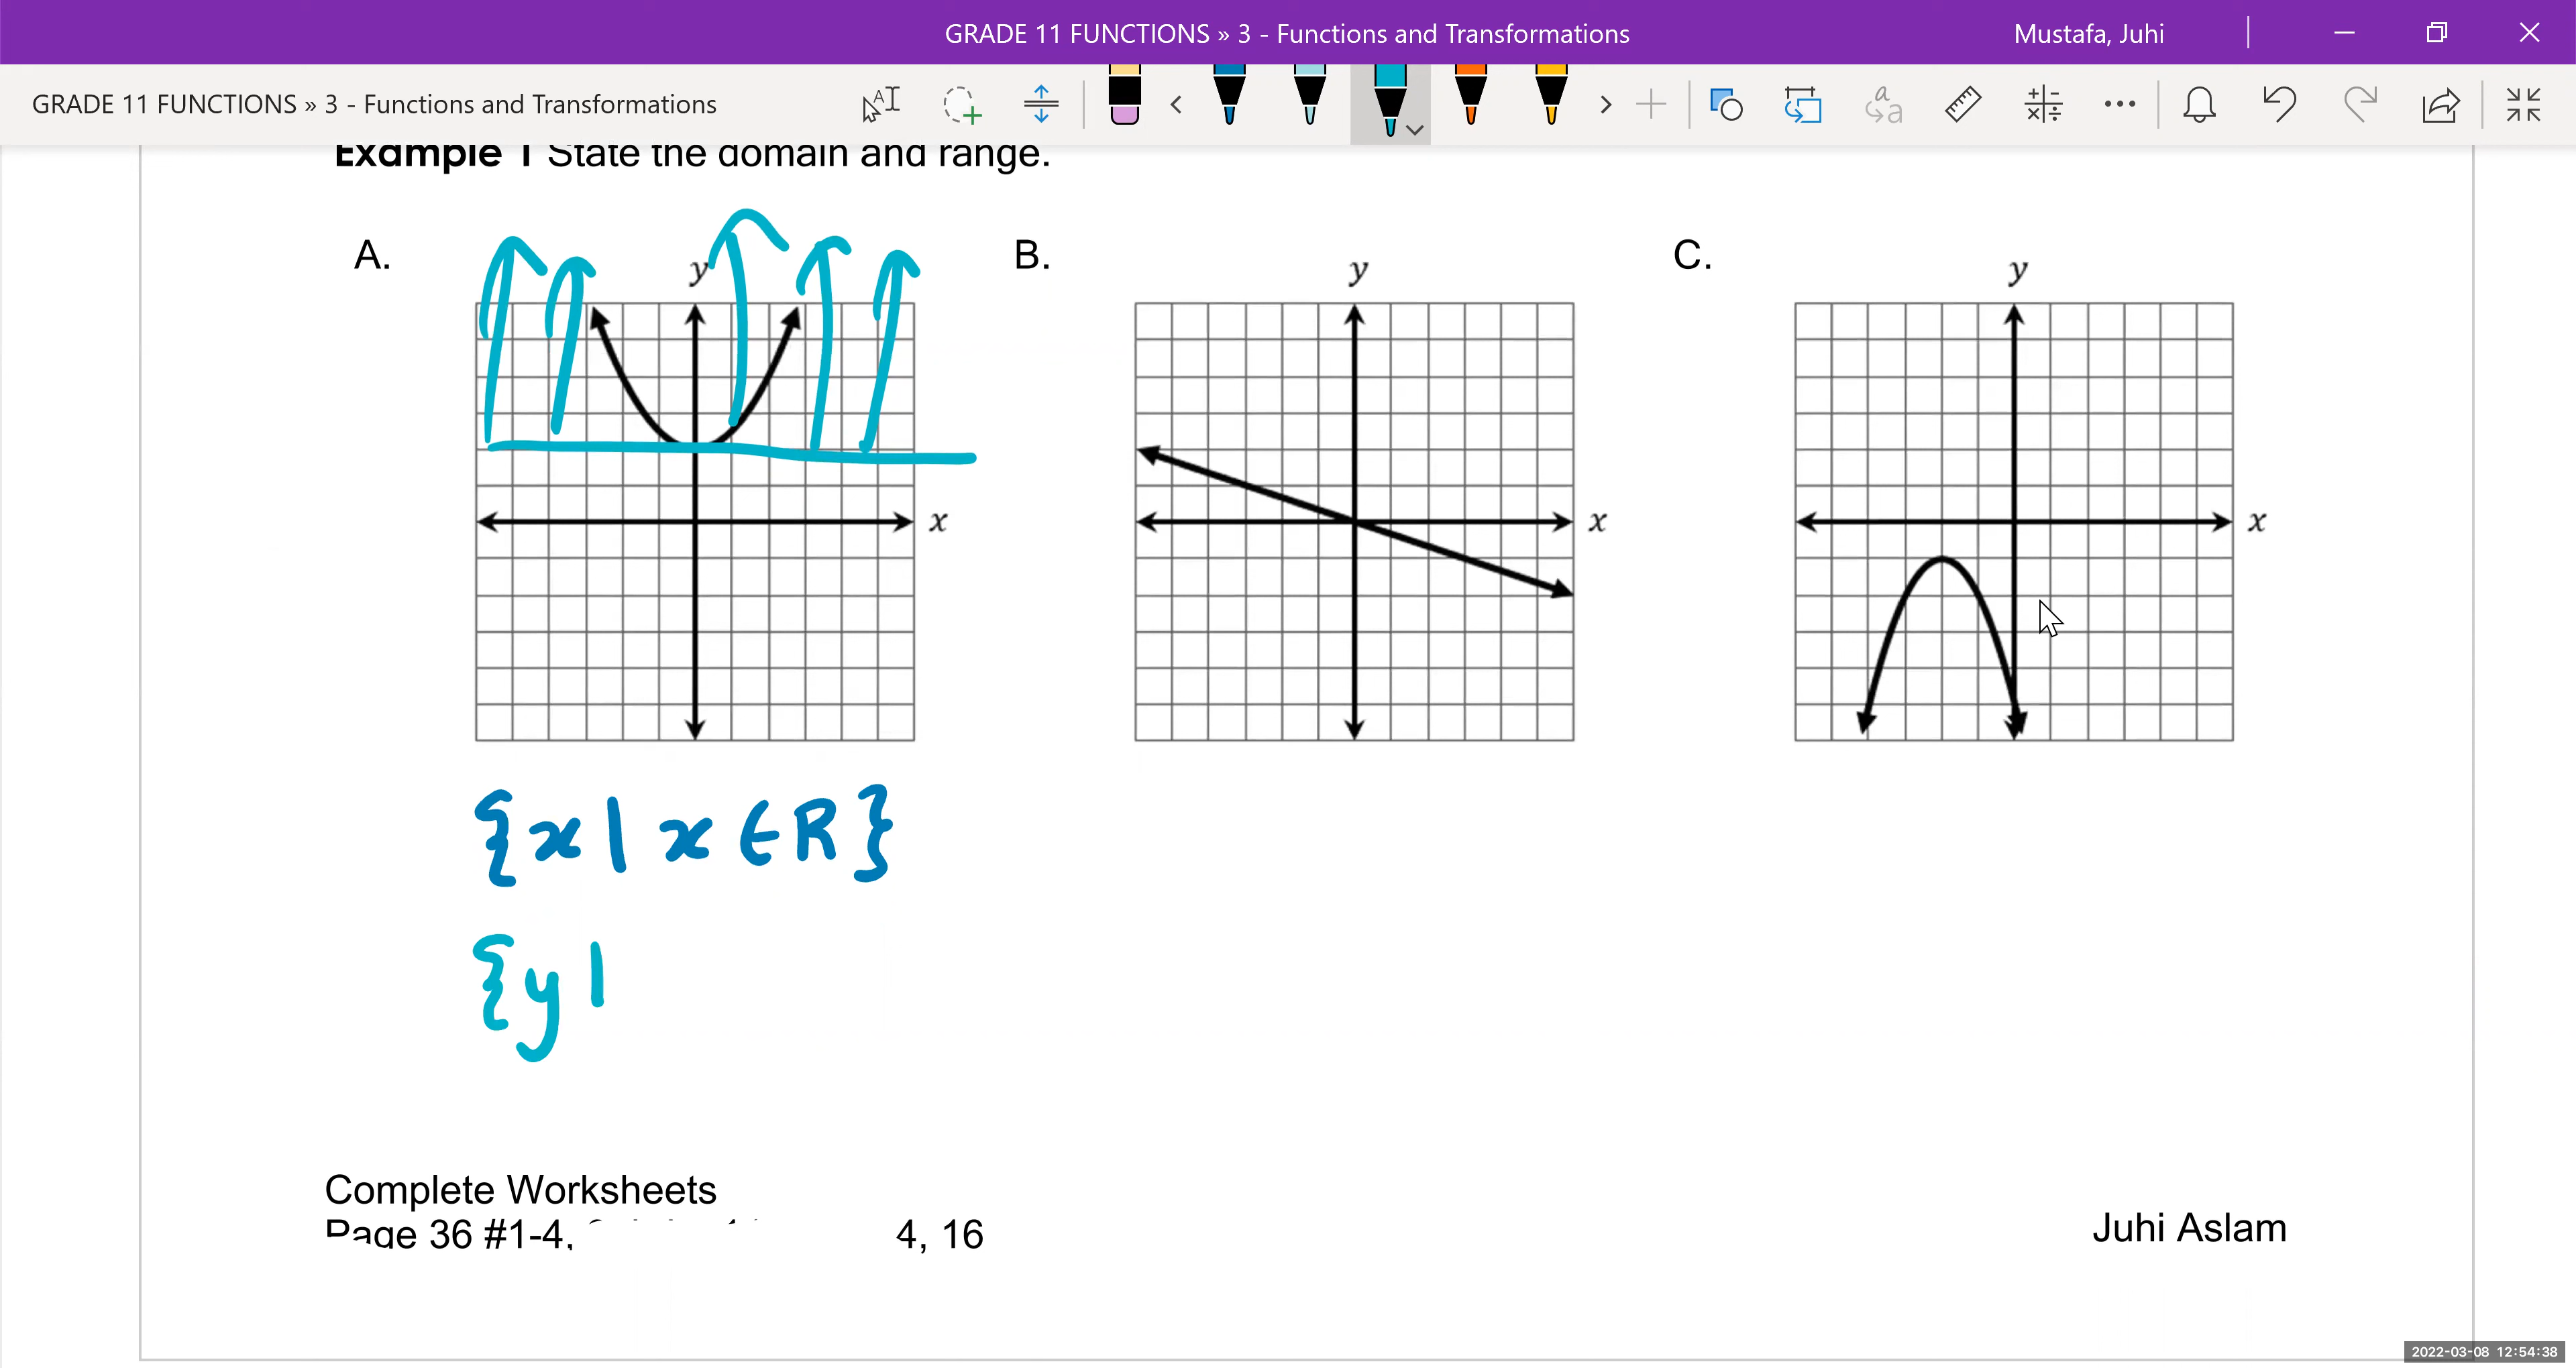 GRADE 11 FUNCTIONS » 3 - Functions and Transformations
Mustafa, Juhi
GRADE 11 FUNCTIONS » 3 - Functions and Transformations
Example 1 State the domain and range.
A.
y
x
B.
y
x
C.
y
x
{x | x ∈ R}
{y |
Complete Worksheets
Page 36 #1-4, 4, 16
Juhi Aslam
2022-03-08 12:54:38